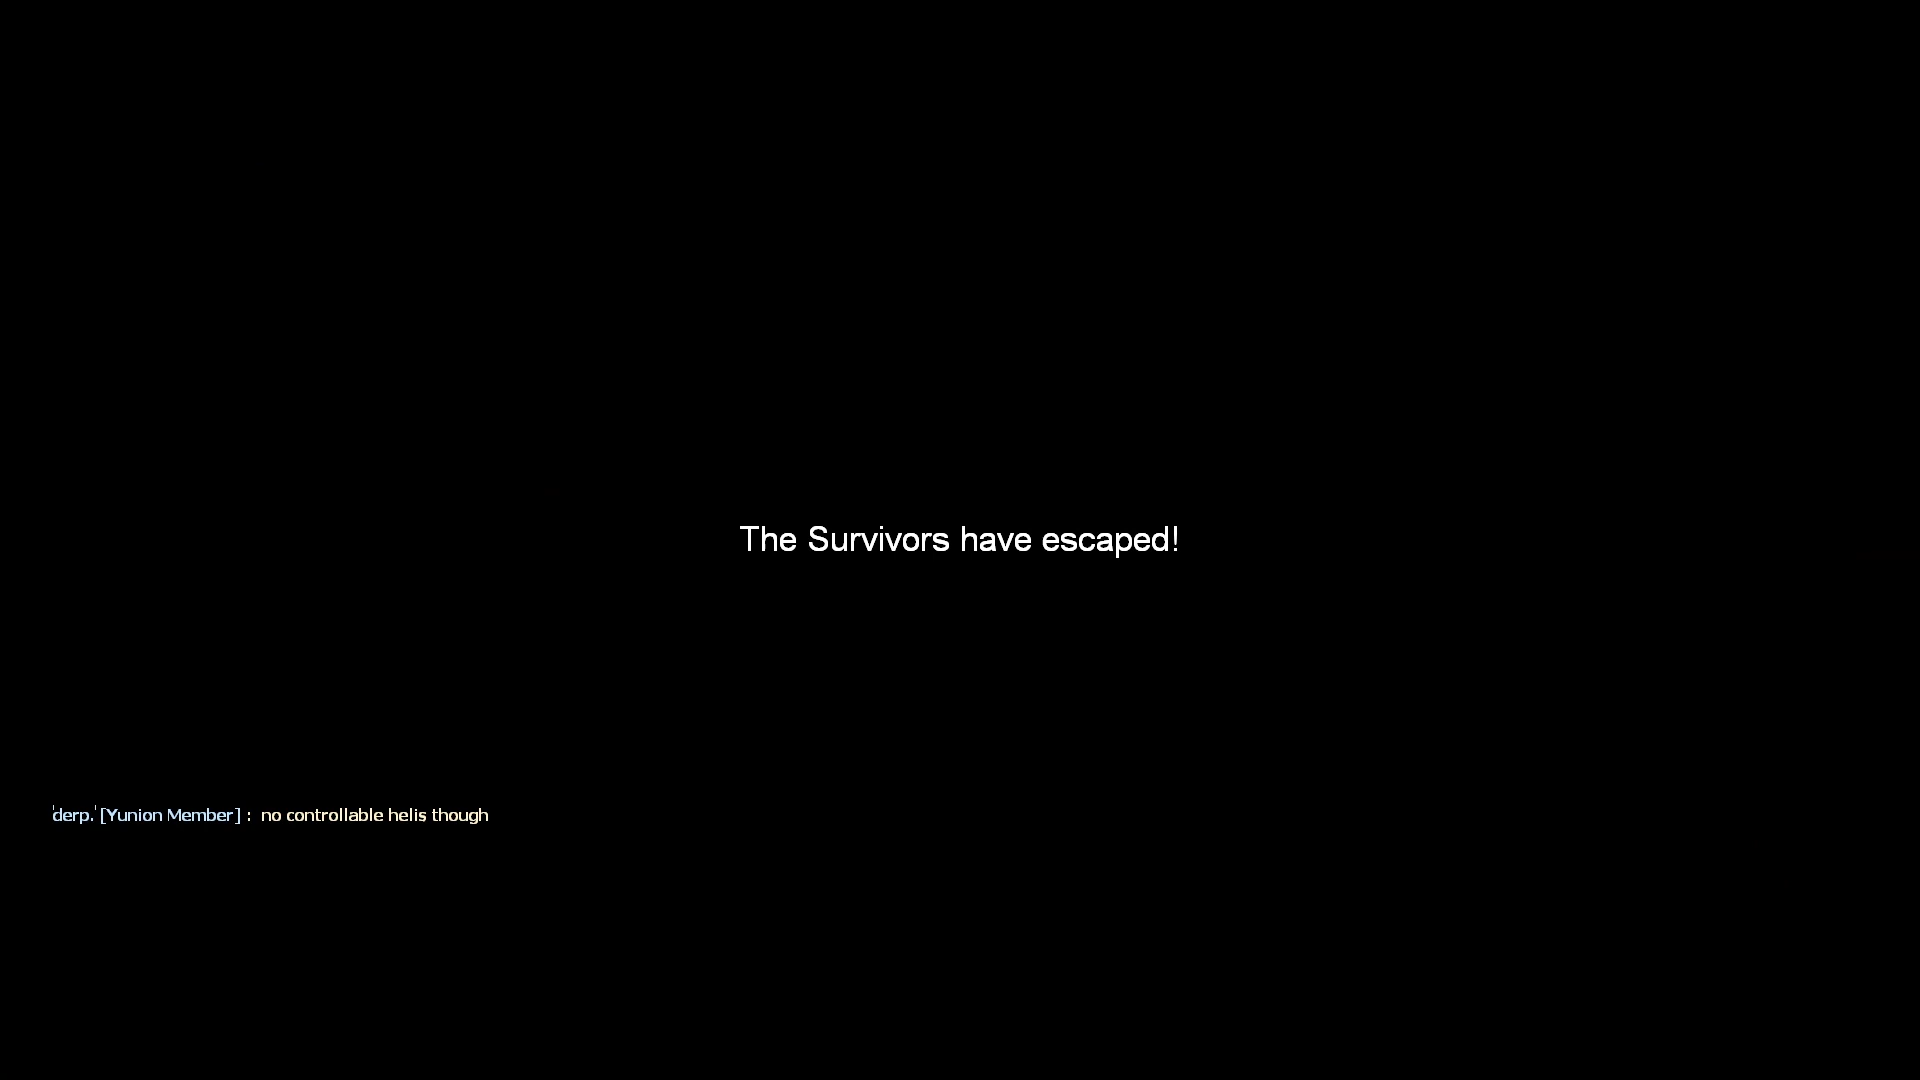 The Survivors have escaped!
'derp.' [Yunion Member] : no controllable helis though